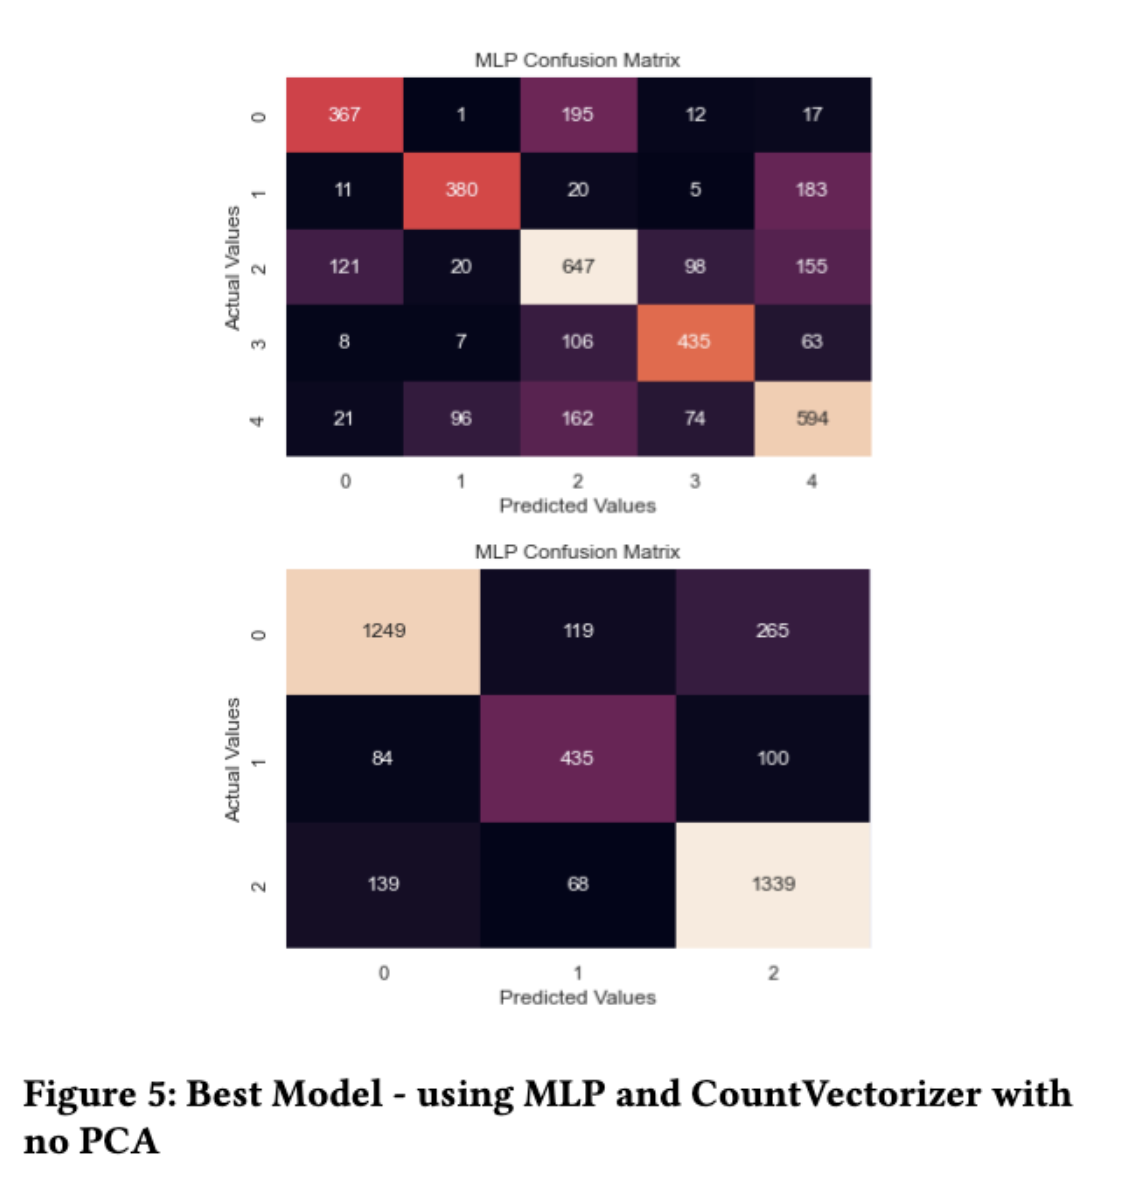 MLP Confusion Matrix
0 367 1 195 12 17
1 11 380 20 5 183
2 121 20 647 98 155
3 8 7 106 435 63
4 21 96 162 74 594
Actual Values
0 1 2 3 4
Predicted Values
MLP Confusion Matrix
0 1249 119 265
1 84 435 100
2 139 68 1339
Actual Values
0 1 2
Predicted Values
Figure 5: Best Model - using MLP and CountVectorizer with
no PCA